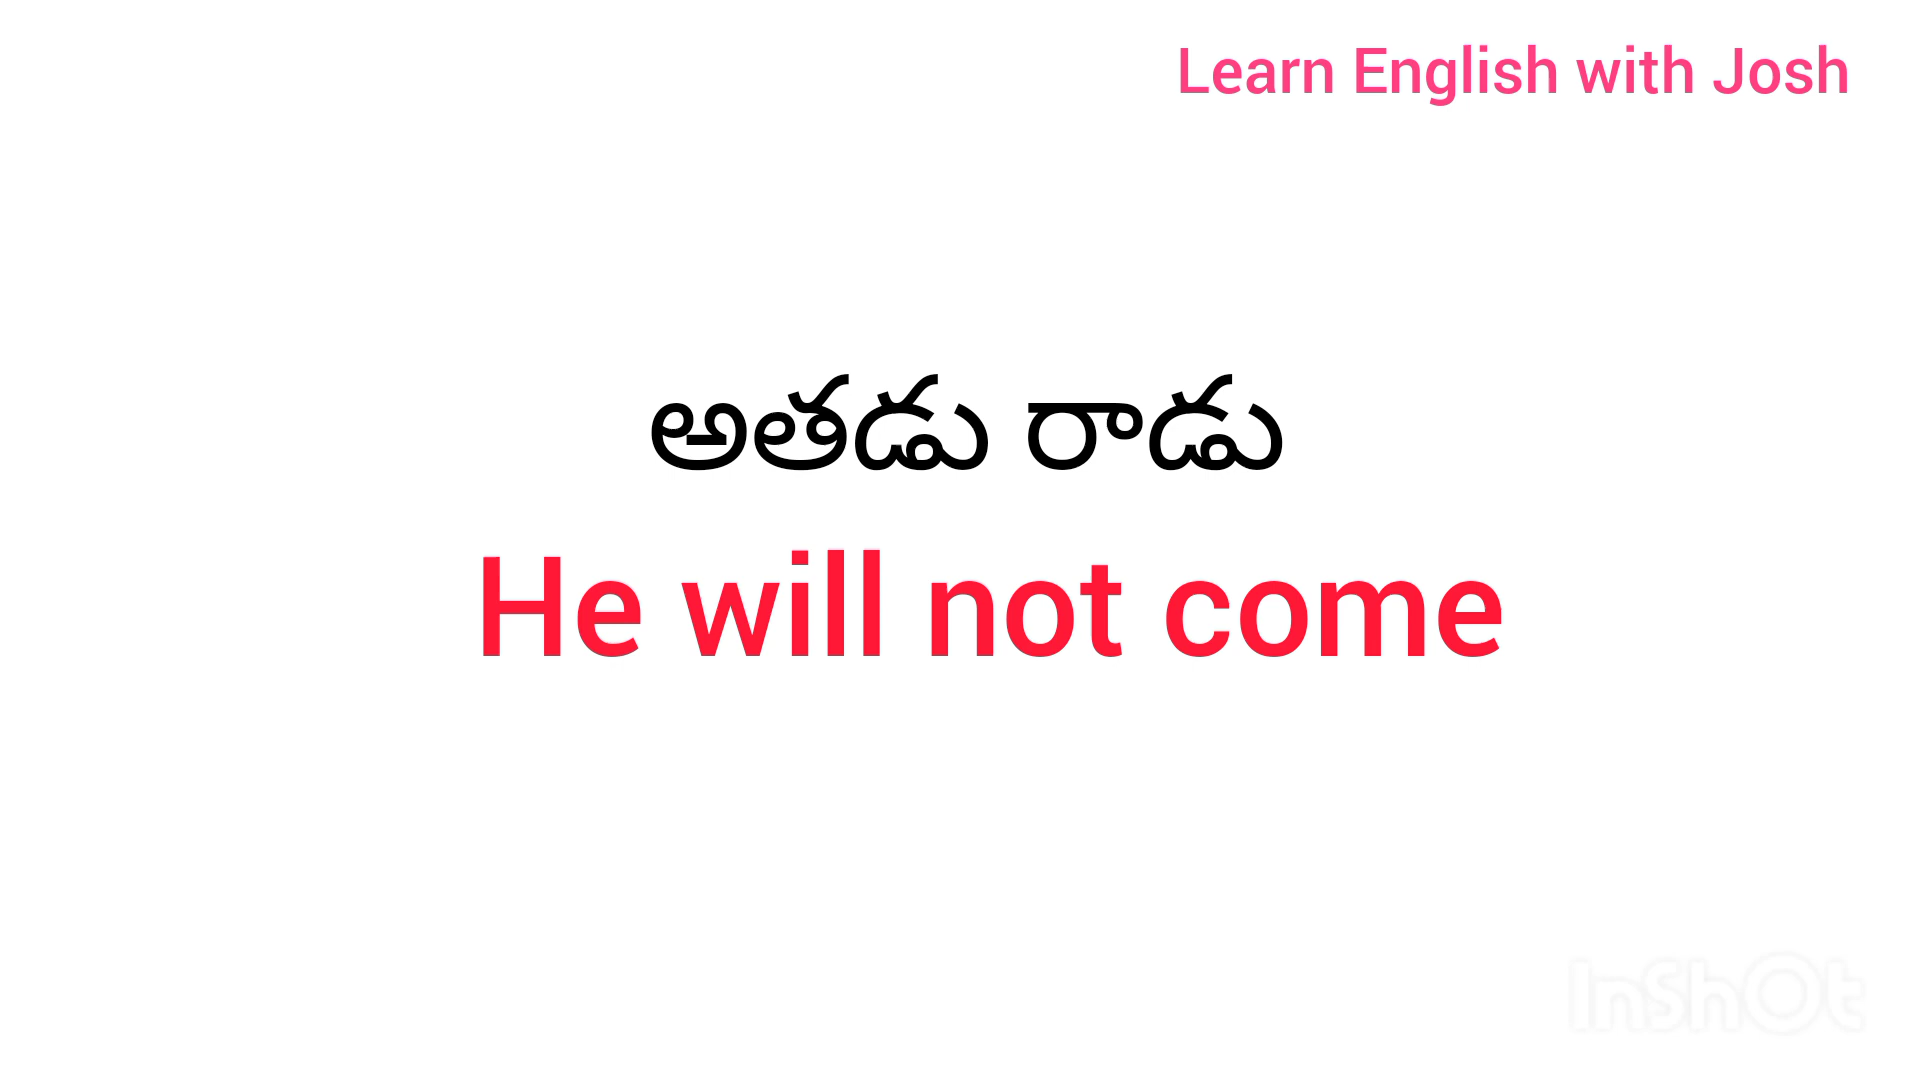 Learn English with Josh
అతడు రాడు
He will not come
InShOt